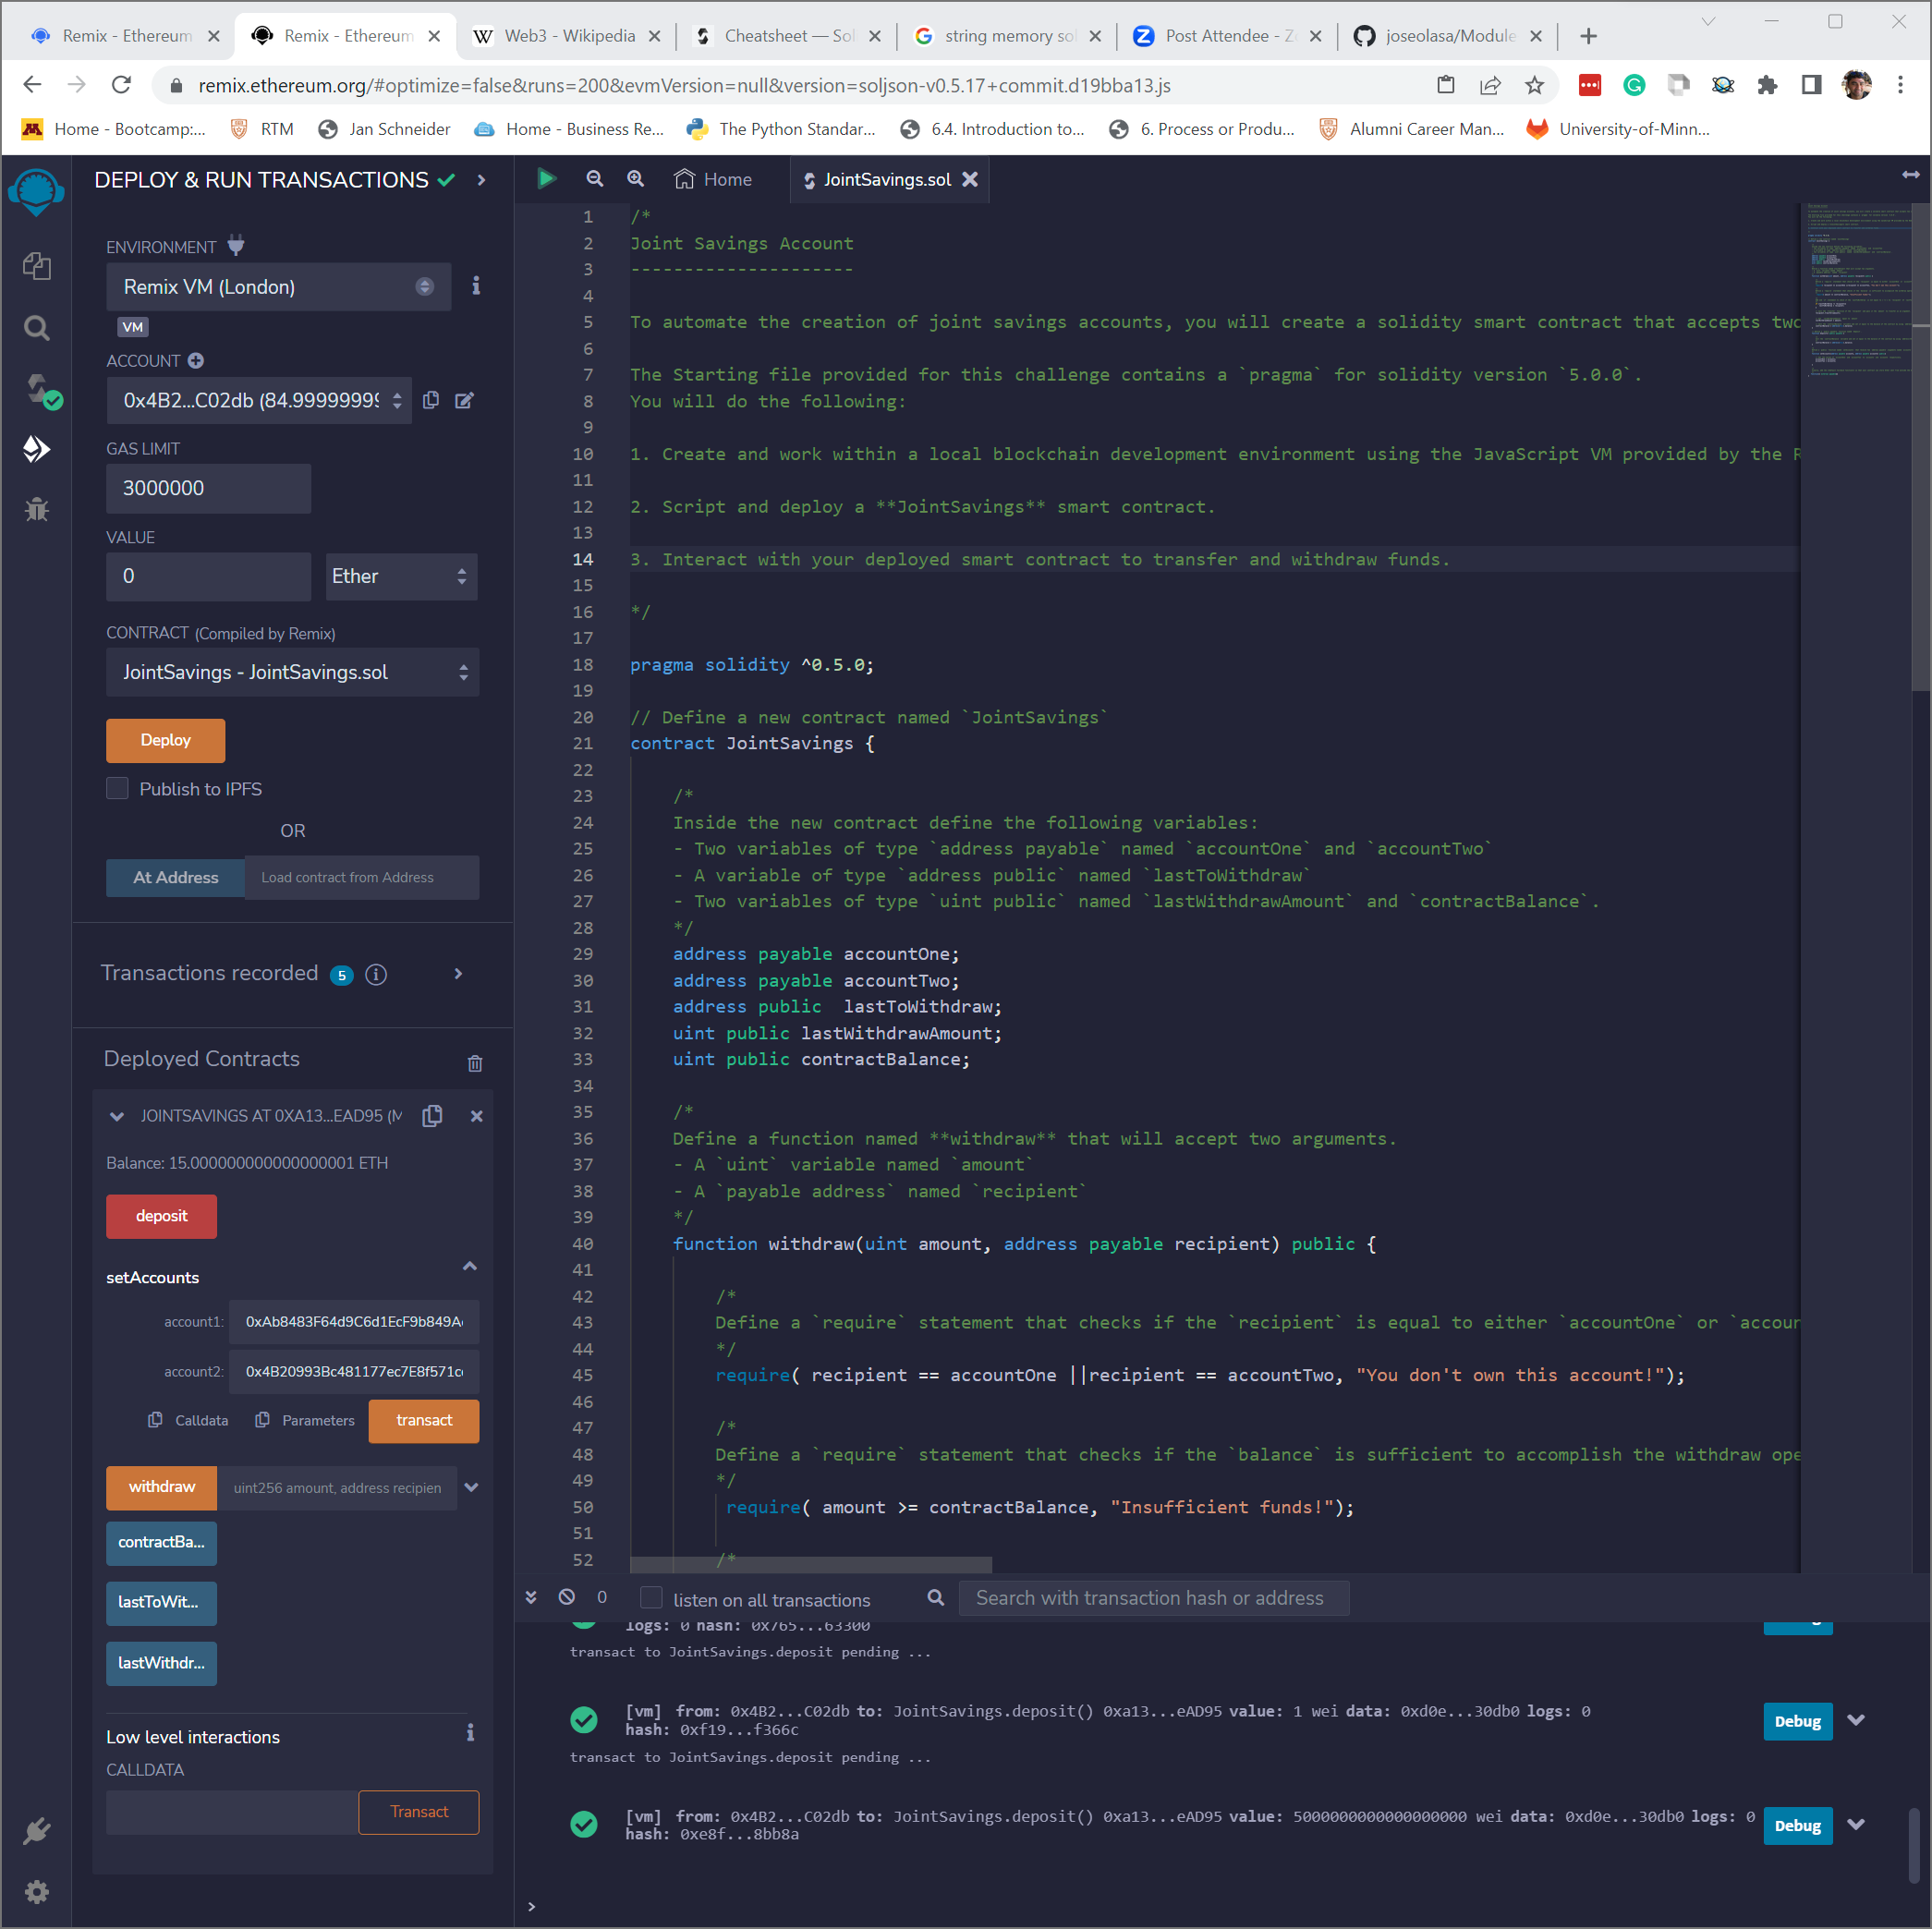 Remix - Ethereum
Remix - Ethereum
Web3 - Wikipedia
Cheatsheet — Sol
string memory sol
Post Attendee - Zo
joseolasa/Module
remix.ethereum.org/#optimize=false&runs=200&evmVersion=null&version=soljson-v0.5.17+commit.d19bba13.js
Home - Bootcamp:...
RTM
Jan Schneider
Home - Business Re...
The Python Standar...
6.4. Introduction to...
6. Process or Produ...
Alumni Career Man...
University-of-Minn...
DEPLOY & RUN TRANSACTIONS
ENVIRONMENT
Remix VM (London)
VM
ACCOUNT
0x4B2...C02db (84.99999999
GAS LIMIT
3000000
VALUE
0
Ether
CONTRACT (Compiled by Remix)
JointSavings - JointSavings.sol
Deploy
Publish to IPFS
OR
At Address
Load contract from Address
Transactions recorded 5
Deployed Contracts
JOINTSAVINGS AT 0XA13...EAD95 (M
Balance: 15.000000000000000001 ETH
deposit
setAccounts
account1:
0xAb8483F64d9C6d1EcF9b849A
account2:
0x4B20993Bc481177ec7E8f571c
Calldata
Parameters
transact
withdraw
uint256 amount, address recipien
contractBa...
lastToWit...
lastWithdr...
Low level interactions
CALLDATA
Transact
Home
JointSavings.sol
1 /*
2 Joint Savings Account
3 ---------------------
4
5 To automate the creation of joint savings accounts, you will create a solidity smart contract that accepts two
6
7 The Starting file provided for this challenge contains a `pragma` for solidity version `5.0.0`.
8 You will do the following:
9
10 1. Create and work within a local blockchain development environment using the JavaScript VM provided by the R
11
12 2. Script and deploy a **JointSavings** smart contract.
13
14 3. Interact with your deployed smart contract to transfer and withdraw funds.
15
16 */
17
18 pragma solidity ^0.5.0;
19
20 // Define a new contract named `JointSavings`
21 contract JointSavings {
22
23 /*
24 Inside the new contract define the following variables:
25 - Two variables of type `address payable` named `accountOne` and `accountTwo`
26 - A variable of type `address public` named `lastToWithdraw`
27 - Two variables of type `uint public` named `lastWithdrawAmount` and `contractBalance`.
28 */
29 address payable accountOne;
30 address payable accountTwo;
31 address public  lastToWithdraw;
32 uint public lastWithdrawAmount;
33 uint public contractBalance;
34
35 /*
36 Define a function named **withdraw** that will accept two arguments.
37 - A `uint` variable named `amount`
38 - A `payable address` named `recipient`
39 */
40 function withdraw(uint amount, address payable recipient) public {
41
42 /*
43 Define a `require` statement that checks if the `recipient` is equal to either `accountOne` or `accoun
44 */
45 require( recipient == accountOne ||recipient == accountTwo, "You don't own this account!");
46
47 /*
48 Define a `require` statement that checks if the `balance` is sufficient to accomplish the withdraw ope
49 */
50 require( amount >= contractBalance, "Insufficient funds!");
51
52 /*
0
listen on all transactions
Search with transaction hash or address
logs: 0 hash: 0x765...63300
transact to JointSavings.deposit pending ...
[vm] from: 0x4B2...C02db to: JointSavings.deposit() 0xa13...eAD95 value: 1 wei data: 0xd0e...30db0 logs: 0
hash: 0xf19...f366c
Debug
transact to JointSavings.deposit pending ...
[vm] from: 0x4B2...C02db to: JointSavings.deposit() 0xa13...eAD95 value: 5000000000000000000 wei data: 0xd0e...30db0 logs: 0
hash: 0xe8f...8bb8a
Debug
>